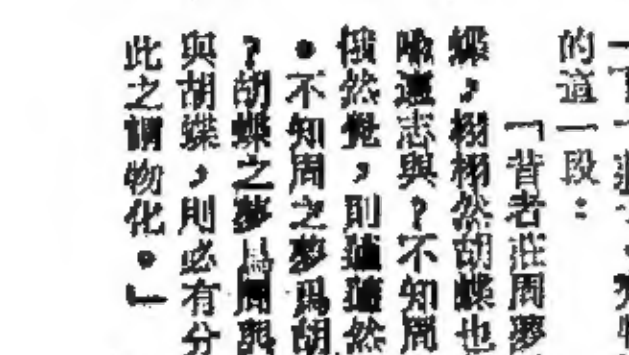 的這一段：
「昔者莊周夢
蝶，栩栩然胡蝶也
喻適志與？不知周
俄然覺，則蘧蘧然
。不知周之夢爲胡
？胡蝶之夢爲周與
與胡蝶，則必有分
此之謂物化。」